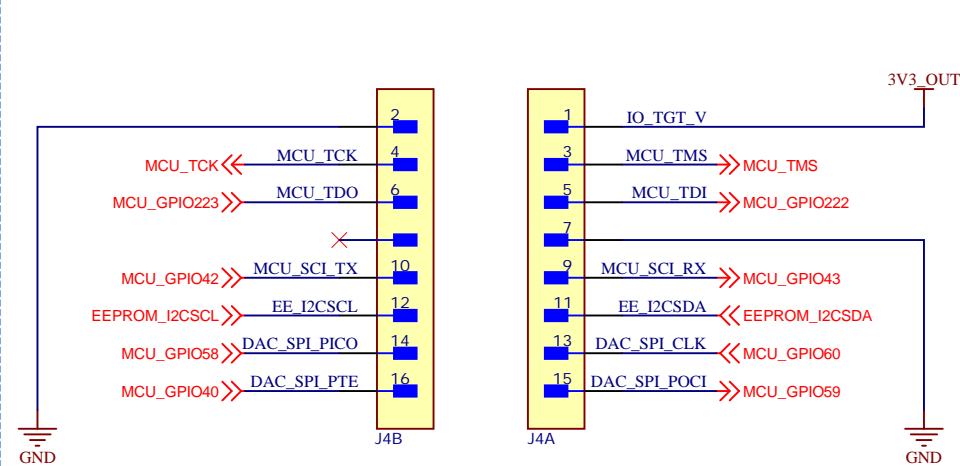 3V3_OUT
2
1
IO_TGT_V
MCU_TCK
MCU_TCK
4
3
MCU_TMS
MCU_TMS
MCU_GPIO223
MCU_TDO
6
5
MCU_TDI
MCU_GPIO222
7
MCU_GPIO42
MCU_SCI_TX
10
9
MCU_SCI_RX
MCU_GPIO43
EEPROM_I2CSCL
EE_I2CSCL
12
11
EE_I2CSDA
EEPROM_I2CSDA
MCU_GPIO58
DAC_SPI_PICO
14
13
DAC_SPI_CLK
MCU_GPIO60
MCU_GPIO40
DAC_SPI_PTE
16
15
DAC_SPI_POCI
MCU_GPIO59
J4B
J4A
GND
GND